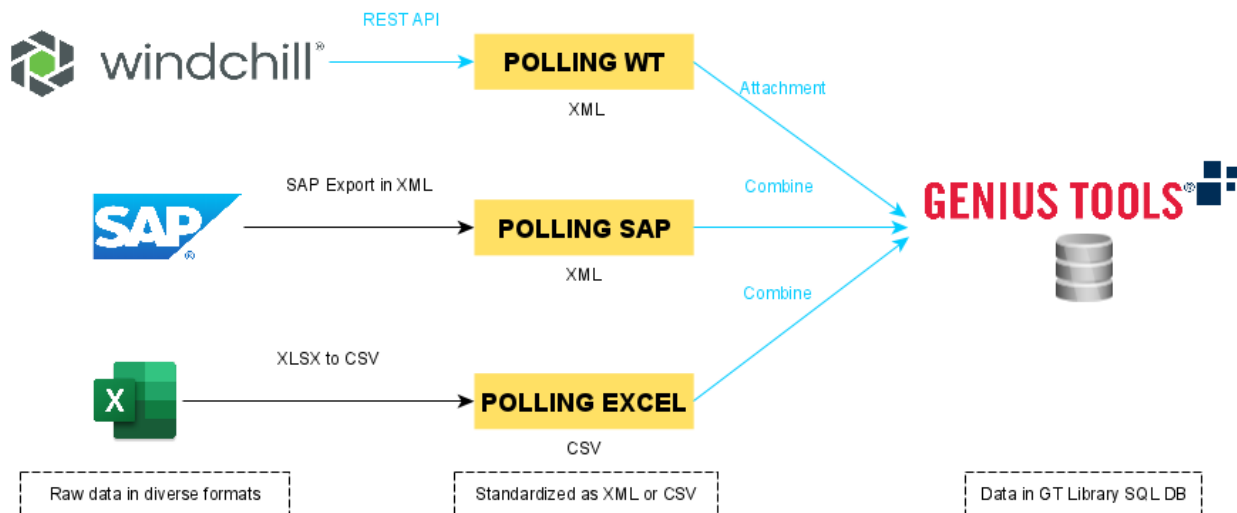 REST API
windchill®
POLLING WT
XML
Attachment
SAP Export in XML
SAP®
POLLING SAP
XML
Combine
GENIUS TOOLS®
XLSX to CSV
X
POLLING EXCEL
CSV
Combine
Raw data in diverse formats
Standardized as XML or CSV
Data in GT Library SQL DB